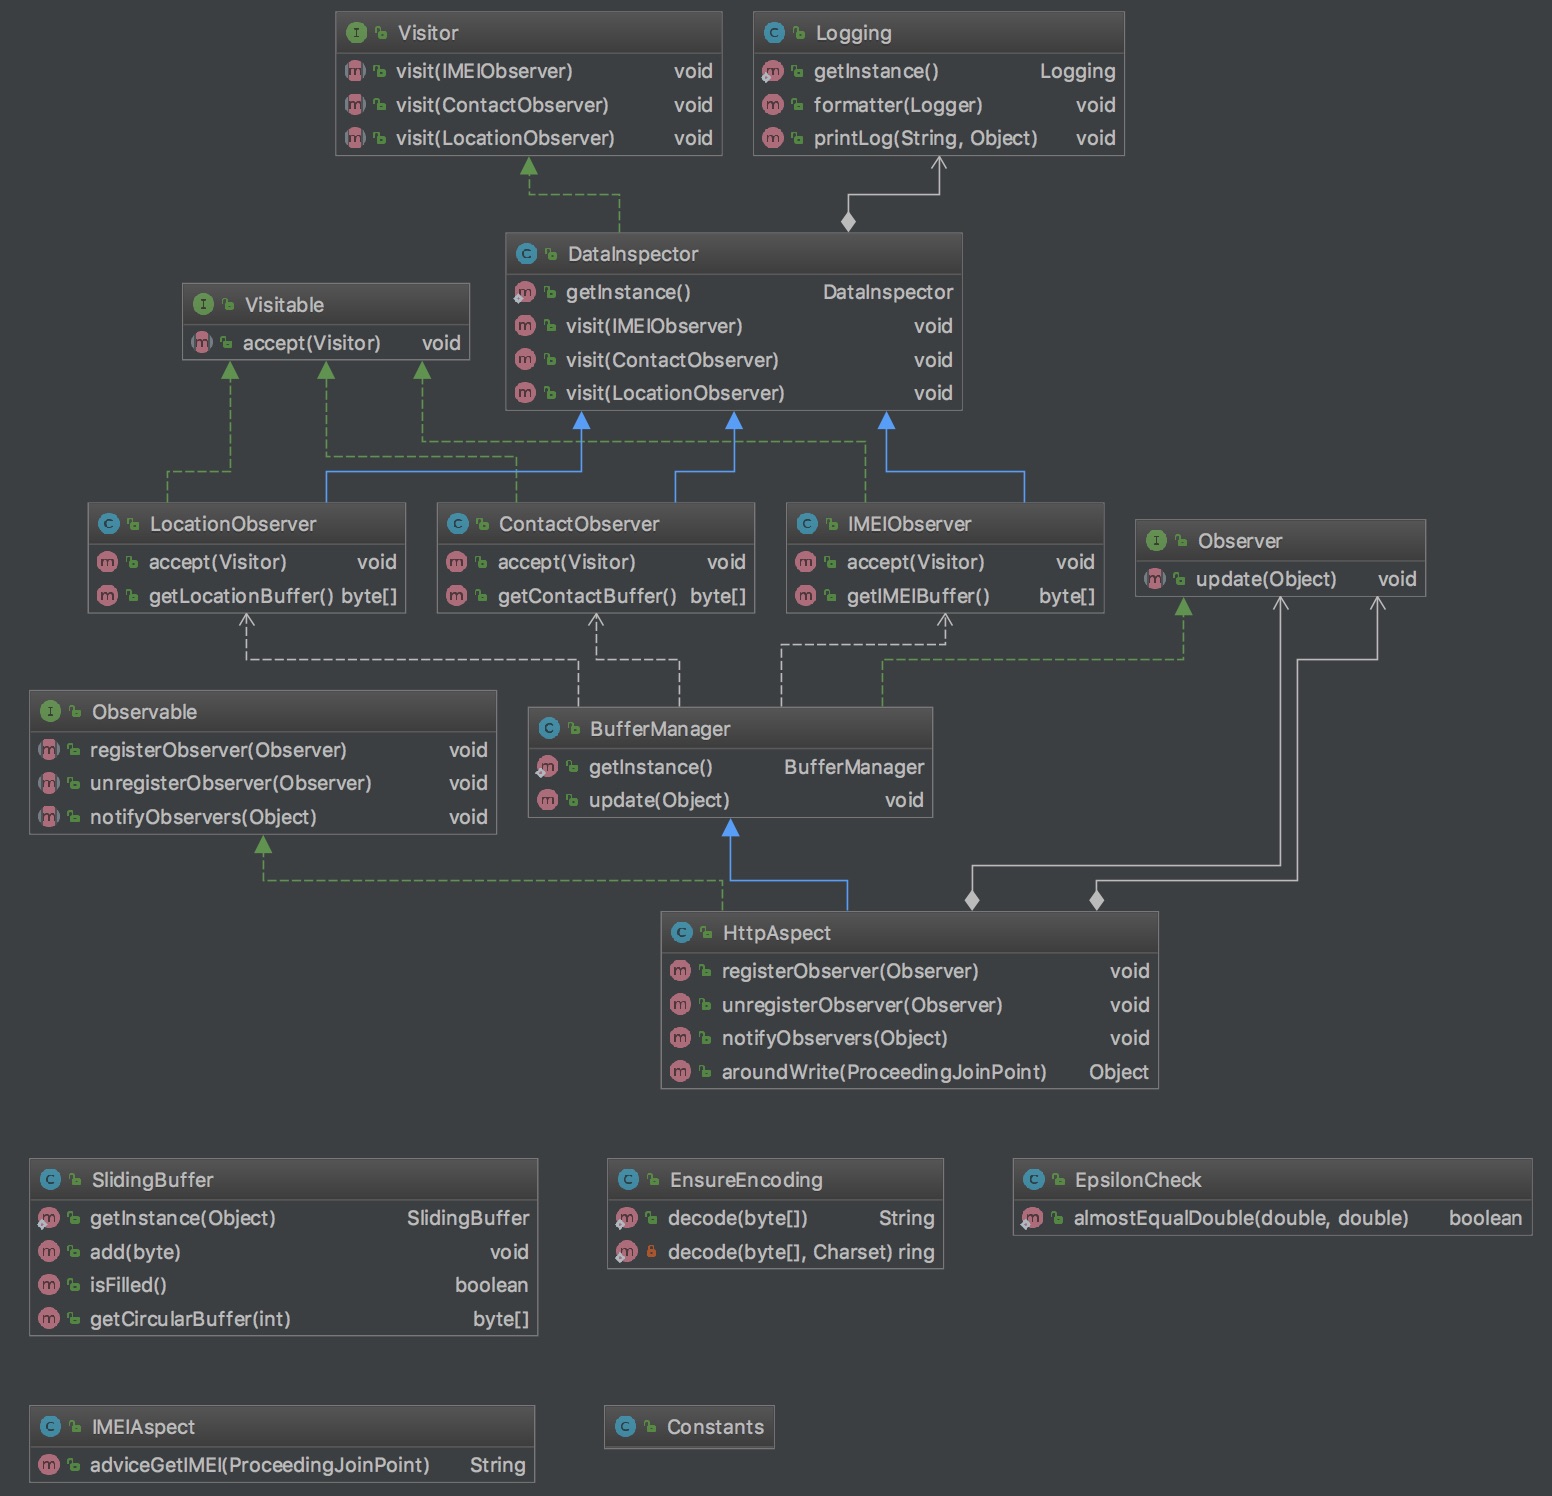 Visitor
visit(IMEIObserver) void
visit(ContactObserver) void
visit(LocationObserver) void
Logging
getInstance() Logging
formatter(Logger) void
printLog(String, Object) void
DataInspector
getInstance() DataInspector
visit(IMEIObserver) void
visit(ContactObserver) void
visit(LocationObserver) void
Visitable
accept(Visitor) void
LocationObserver
accept(Visitor) void
getLocationBuffer() byte[]
ContactObserver
accept(Visitor) void
getContactBuffer() byte[]
IMEIObserver
accept(Visitor) void
getIMEIBuffer() byte[]
Observer
update(Object) void
Observable
registerObserver(Observer) void
unregisterObserver(Observer) void
notifyObservers(Object) void
BufferManager
getInstance() BufferManager
update(Object) void
HttpAspect
registerObserver(Observer) void
unregisterObserver(Observer) void
notifyObservers(Object) void
aroundWrite(ProceedingJoinPoint) Object
SlidingBuffer
getInstance(Object) SlidingBuffer
add(byte) void
isFilled() boolean
getCircularBuffer(int) byte[]
EnsureEncoding
decode(byte[]) String
decode(byte[], Charset) ring
EpsilonCheck
almostEqualDouble(double, double) boolean
IMEIAspect
adviceGetIMEI(ProceedingJoinPoint) String
Constants